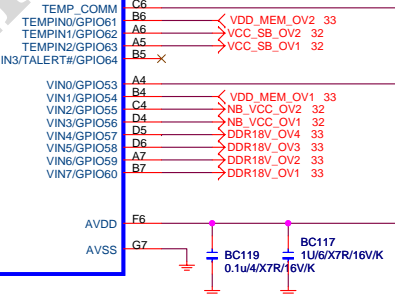 TEMP_COMM C6
TEMPIN0/GPIO61 B6 VDD_MEM_OV2 33
TEMPIN1/GPIO62 A6 VCC_SB_OV2 32
TEMPIN2/GPIO63 A5 VCC_SB_OV1 32
IN3/TALERT#/GPIO64 B5
VIN0/GPIO53 A4
VIN1/GPIO54 B4 VDD_MEM_OV1 33
VIN2/GPIO55 C4 NB_VCC_OV2 32
VIN3/GPIO56 D4 NB_VCC_OV1 32
VIN4/GPIO57 D5 DDR18V_OV4 33
VIN5/GPIO58 D6 DDR18V_OV3 33
VIN6/GPIO59 A7 DDR18V_OV2 33
VIN7/GPIO60 B7 DDR18V_OV1 33
AVDD F6
AVSS G7
BC119
0.1u/4/X7R/16V/K
BC117
1U/6/X7R/16V/K